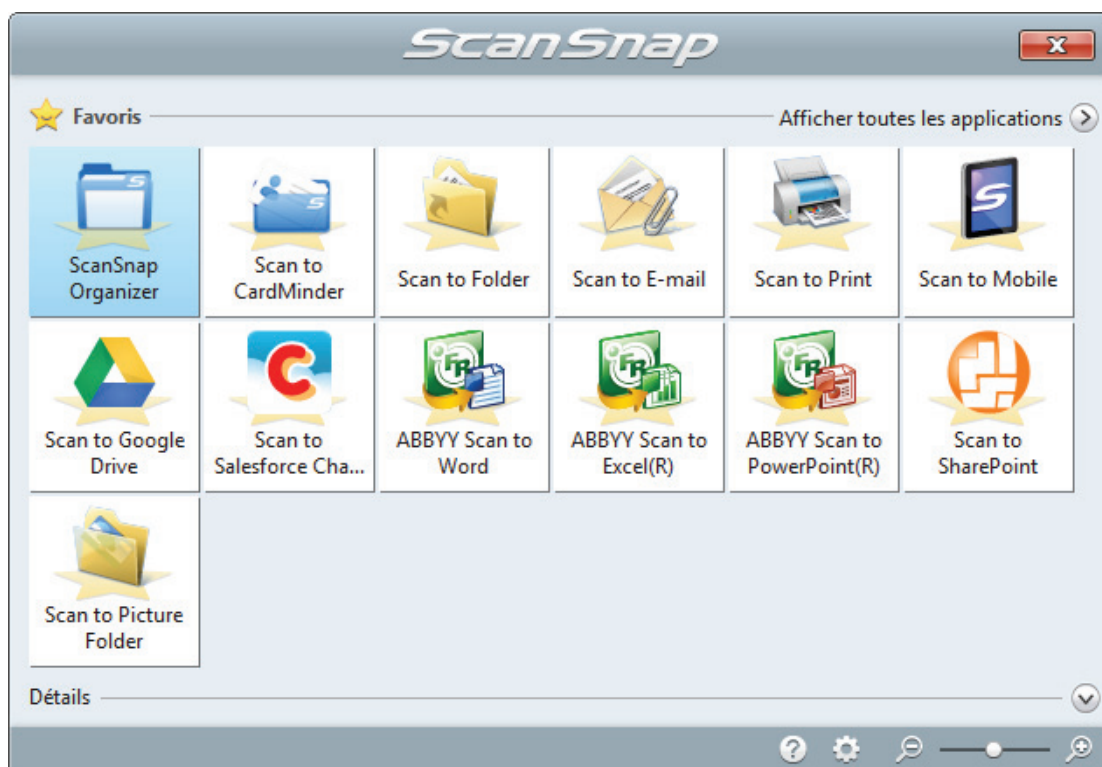 ScanSnap
Favoris
Afficher toutes les applications
ScanSnap
Organizer
Scan to
CardMinder
Scan to Folder
Scan to E-mail
Scan to Print
Scan to Mobile
Scan to Google
Drive
Scan to
Salesforce Cha...
ABBYY Scan to
Word
ABBYY Scan to
Excel(R)
ABBYY Scan to
PowerPoint(R)
Scan to
SharePoint
Scan to Picture
Folder
Détails